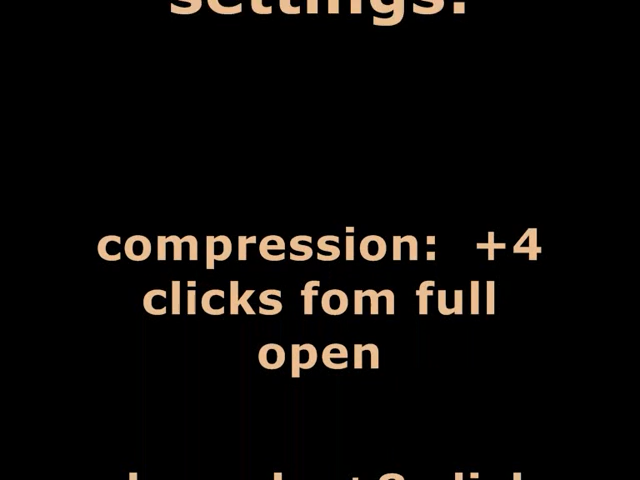 settings:
compression: +4
clicks fom full
open